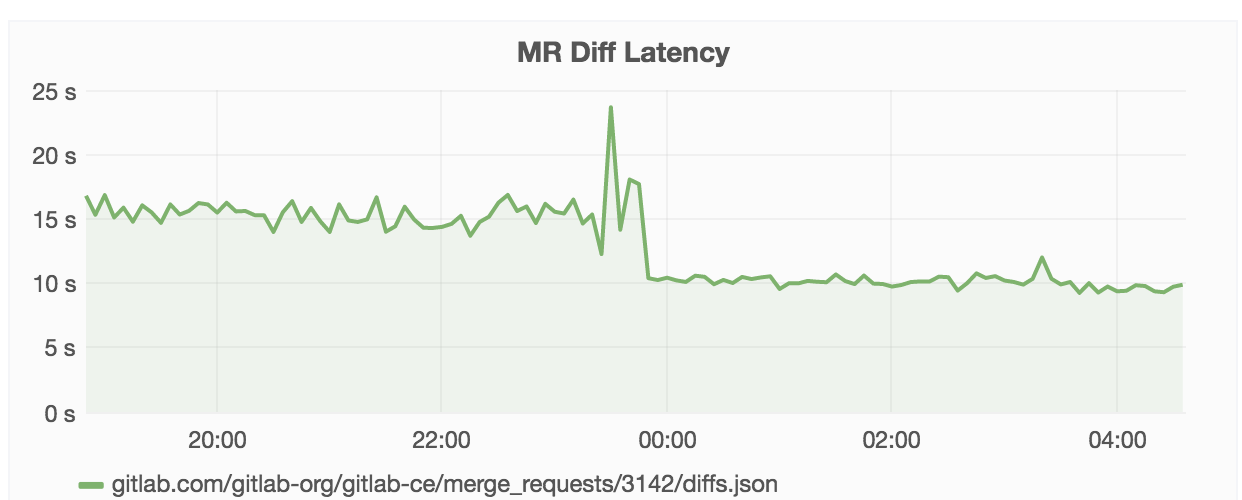 MR Diff Latency
25 s
20 s
15 s
10 s
5 s
0 s
20:00 22:00 00:00 02:00 04:00
gitlab.com/gitlab-org/gitlab-ce/merge_requests/3142/diffs.json